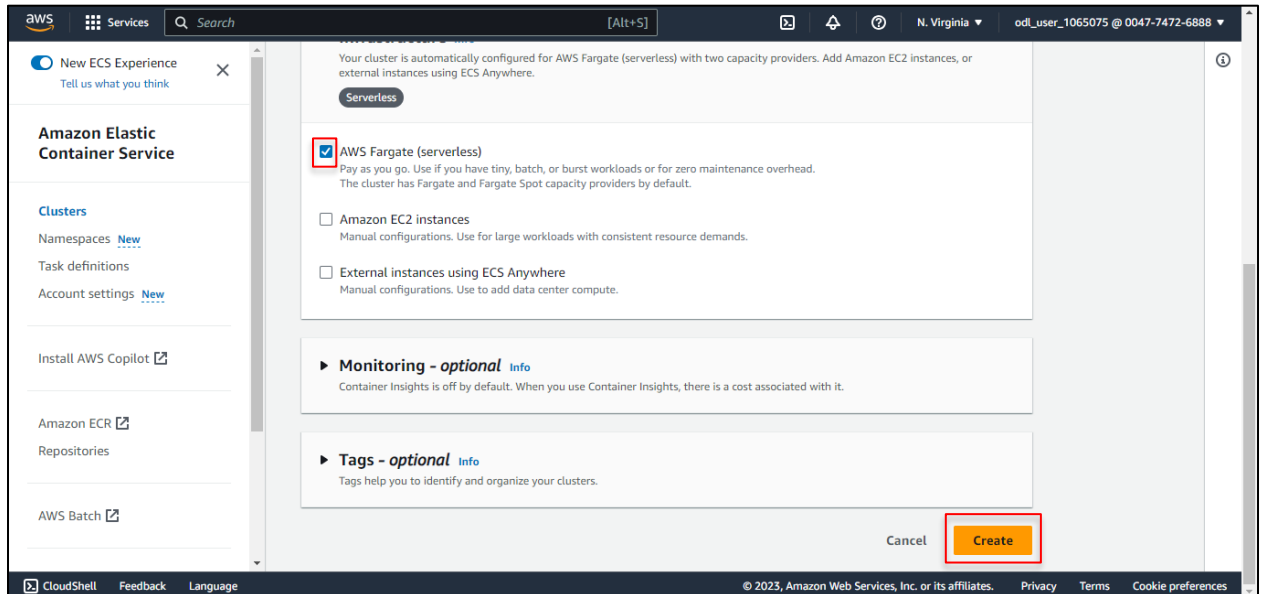 aws
Services
Search
[Alt+S]
N. Virginia
odl_user_1065075 @ 0047-7472-6888
New ECS Experience
Tell us what you think
Amazon Elastic
Container Service
Clusters
Namespaces New
Task definitions
Account settings New
Install AWS Copilot
Amazon ECR
Repositories
AWS Batch
Info
Your cluster is automatically configured for AWS Fargate (serverless) with two capacity providers. Add Amazon EC2 instances, or
external instances using ECS Anywhere.
Serverless
AWS Fargate (serverless)
Pay as you go. Use if you have tiny, batch, or burst workloads or for zero maintenance overhead.
The cluster has Fargate and Fargate Spot capacity providers by default.
Amazon EC2 instances
Manual configurations. Use for large workloads with consistent resource demands.
External instances using ECS Anywhere
Manual configurations. Use to add data center compute.
Monitoring - optional Info
Container Insights is off by default. When you use Container Insights, there is a cost associated with it.
Tags - optional Info
Tags help you to identify and organize your clusters.
Cancel
Create
CloudShell
Feedback
Language
© 2023, Amazon Web Services, Inc. or its affiliates.
Privacy
Terms
Cookie preferences